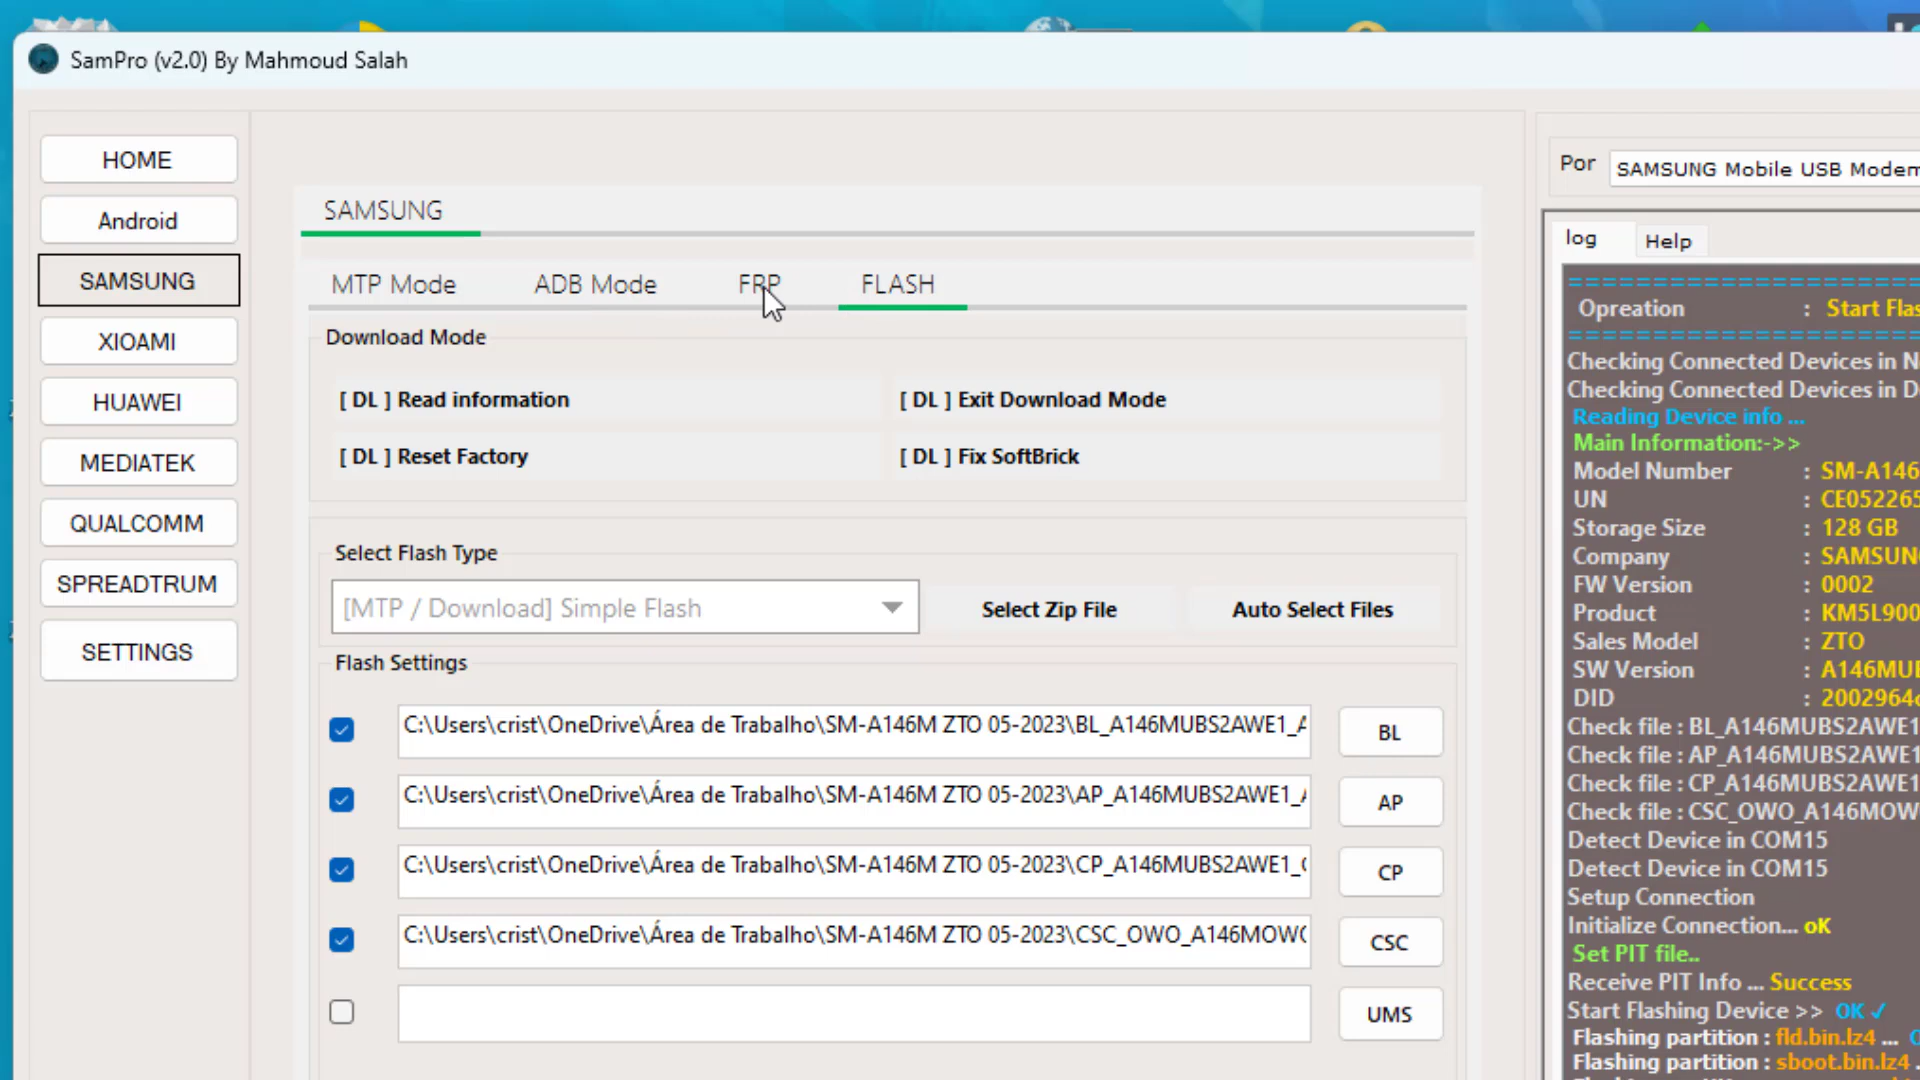 SamPro (v2.0) By Mahmoud Salah
HOME
Android
SAMSUNG
XIOAMI
HUAWEI
MEDIATEK
QUALCOMM
SPREADTRUM
SETTINGS
SAMSUNG
MTP Mode ADB Mode FRP FLASH
Download Mode
[ DL ] Read information [ DL ] Exit Download Mode
[ DL ] Reset Factory [ DL ] Fix SoftBrick
Select Flash Type
[MTP / Download] Simple Flash Select Zip File Auto Select Files
Flash Settings
C:\Users\crist\OneDrive\Área de Trabalho\SM-A146M ZTO 05-2023\BL_A146MUBS2AWE1_A BL
C:\Users\crist\OneDrive\Área de Trabalho\SM-A146M ZTO 05-2023\AP_A146MUBS2AWE1_A AP
C:\Users\crist\OneDrive\Área de Trabalho\SM-A146M ZTO 05-2023\CP_A146MUBS2AWE1_C CP
C:\Users\crist\OneDrive\Área de Trabalho\SM-A146M ZTO 05-2023\CSC_OWO_A146MOWO CSC
UMS
Por SAMSUNG Mobile USB Modem
log Help
====================
Opreation : Start Flas
====================
Checking Connected Devices in N
Checking Connected Devices in D
Reading Device info ...
Main Information:->>
Model Number : SM-A146
UN : CE052265
Storage Size : 128 GB
Company : SAMSUNG
FW Version : 0002
Product : KM5L900
Sales Model : ZTO
SW Version : A146MUB
DID : 2002964c
Check file : BL_A146MUBS2AWE1
Check file : AP_A146MUBS2AWE1
Check file : CP_A146MUBS2AWE1
Check file : CSC_OWO_A146MOW
Detect Device in COM15
Detect Device in COM15
Setup Connection
Initialize Connection... oK
Set PIT file..
Receive PIT Info ... Success
Start Flashing Device >> OK ✓
Flashing partition : fld.bin.lz4 ...
Flashing partition : sboot.bin.lz4 .